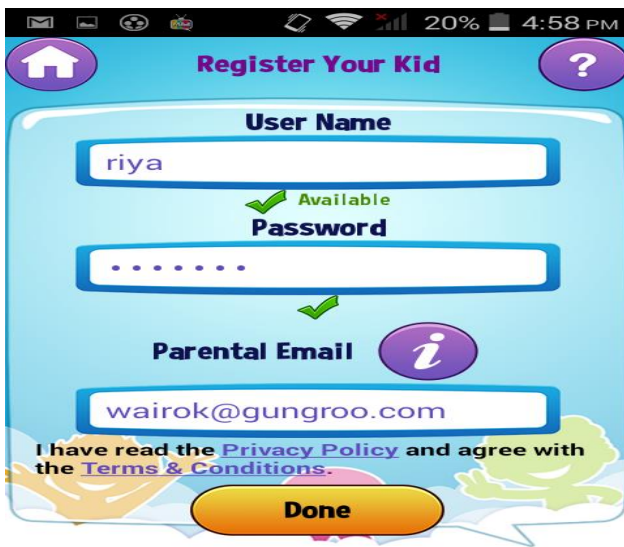 20% 4:58 PM
Register Your Kid
?
User Name
riya
Available
Password
•••••••
Parental Email i
wairok@gungroo.com
I have read the Privacy Policy and agree with
the Terms & Conditions.
Done